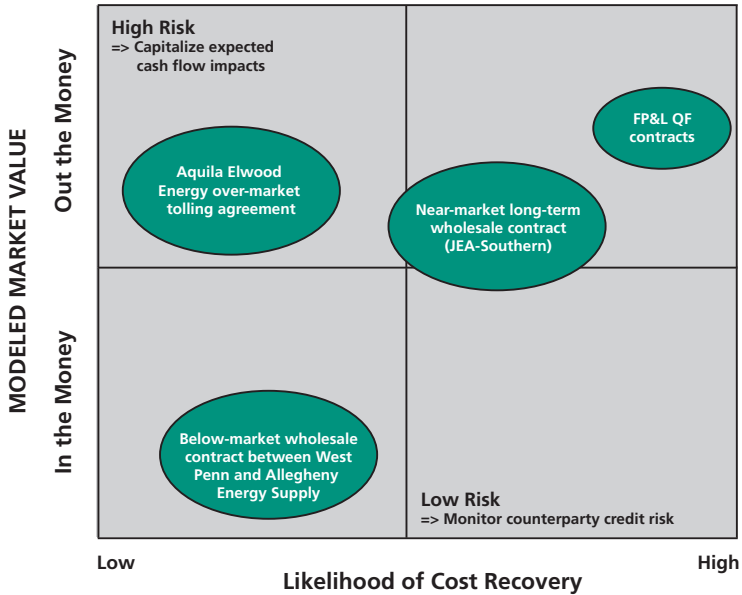 High Risk
=> Capitalize expected
cash flow impacts
FP&L QF
contracts
Aquila Elwood
Energy over-market
tolling agreement
Near-market long-term
wholesale contract
(JEA-Southern)
Below-market wholesale
contract between West
Penn and Allegheny
Energy Supply
Low Risk
=> Monitor counterparty credit risk
MODELED MARKET VALUE
Out the Money
In the Money
Low
High
Likelihood of Cost Recovery